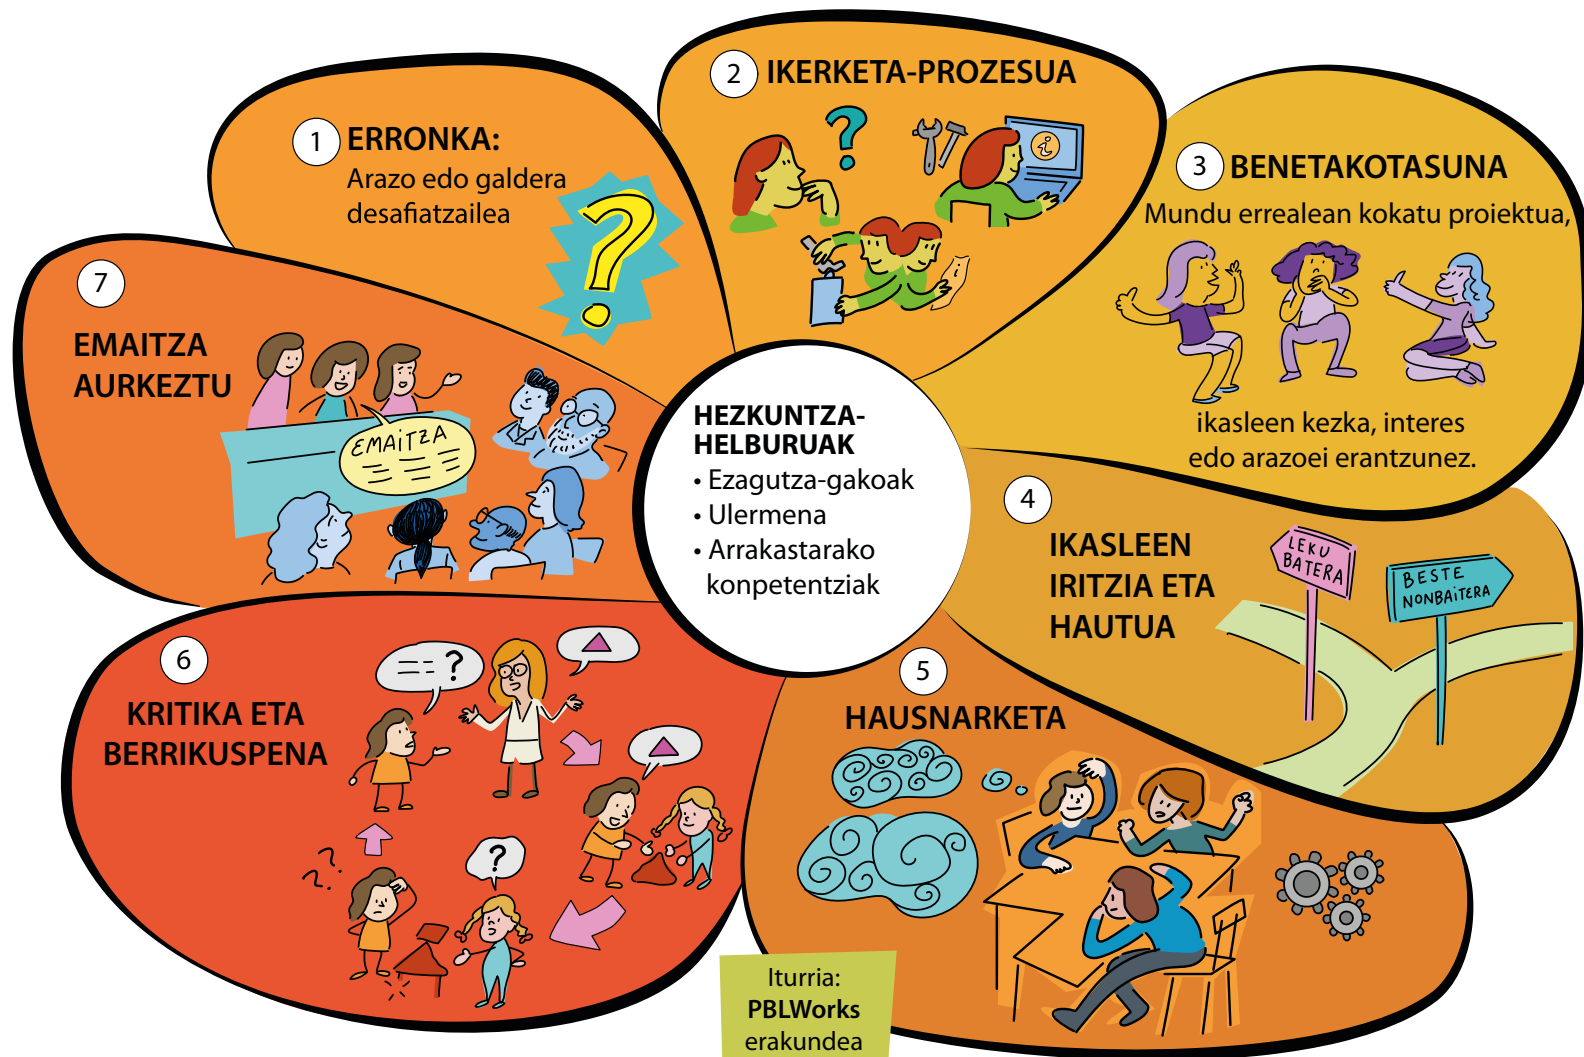 1 ERRONKA:
Arazo edo galdera
desafiatzailea
?
2 IKERKETA-PROZESUA
?
i
3 BENETAKOTASUNA
Mundu errealean kokatu proiektua,
ikasleen kezka, interes
edo arazoei erantzunez.
4
IKASLEEN
IRITZIA ETA
HAUTUA
LEKU
BATERA
BESTE
NONBAITERA
5
HAUSNARKETA
6
KRITIKA ETA
BERRIKUSPENA
?
?
? ?
7
EMAITZA
AURKEZTU
EMAITZA
HEZKUNTZA-
HELBURUAK
• Ezagutza-gakoak
• Ulermena
• Arrakastarako
konpetentziak
Iturria:
PBLWorks
erakundea